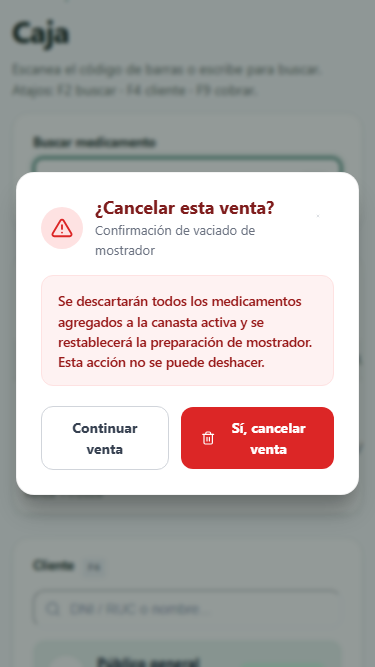 Caja
Escanea el código de barras o escribe para buscar.
Atajos: F2 buscar · F4 cliente · F9 cobrar.
Buscar medicamento
¿Cancelar esta venta?
Confirmación de vaciado de
mostrador
Se descartarán todos los medicamentos
agregados a la canasta activa y se
restablecerá la preparación de mostrador.
Esta acción no se puede deshacer.
Continuar
venta
Sí, cancelar
venta
Cliente F4
DNI / RUC o nombre...
Público general